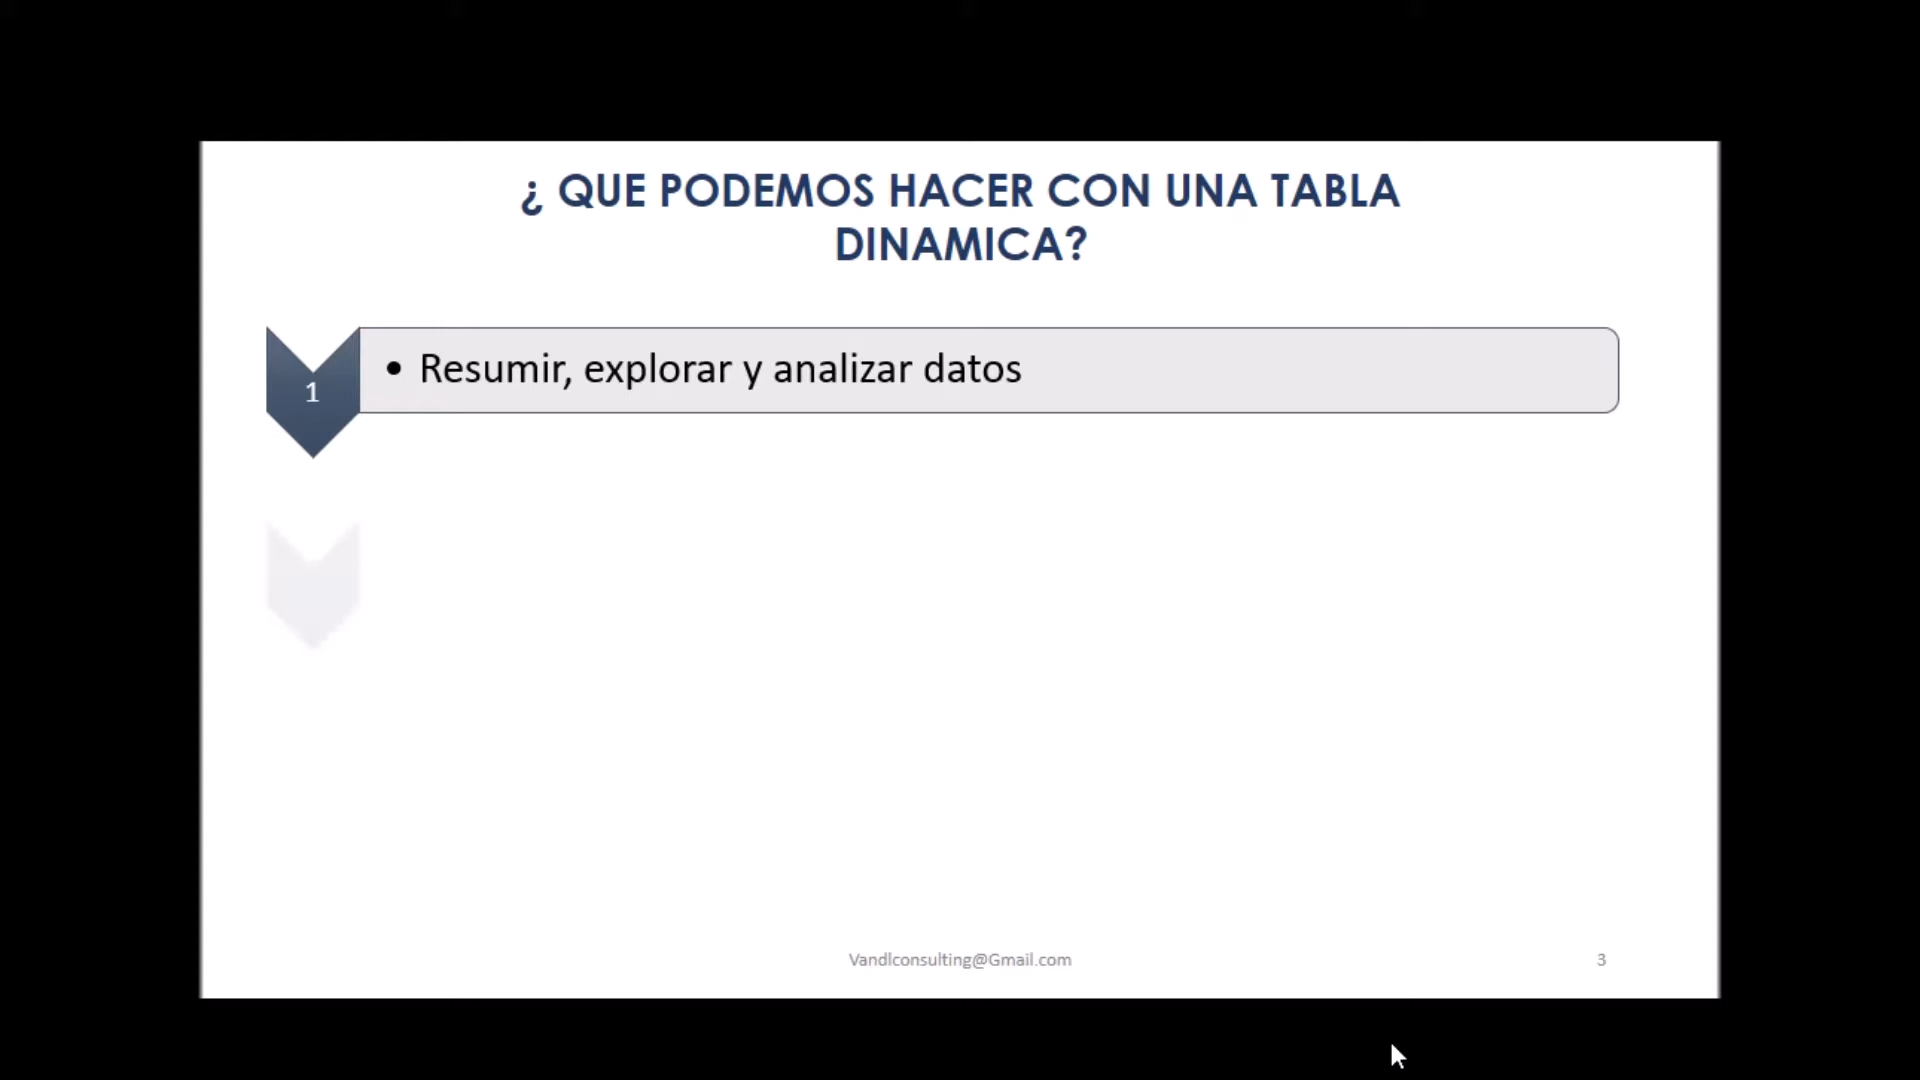 ¿ QUE PODEMOS HACER CON UNA TABLA
DINAMICA?
1
• Resumir, explorar y analizar datos
Vandlconsulting@Gmail.com
3